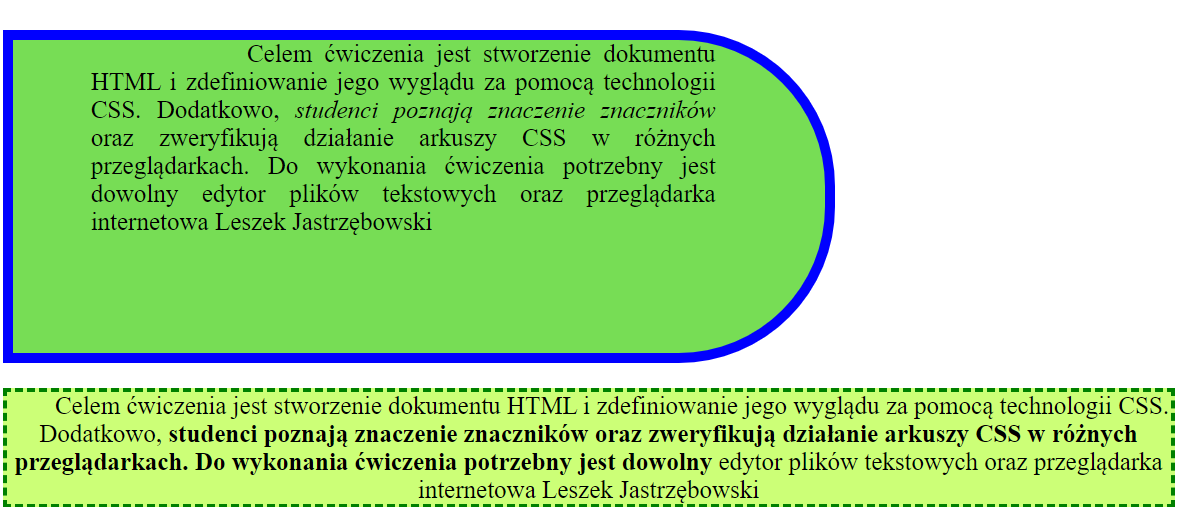 Celem ćwiczenia jest stworzenie dokumentu
HTML i zdefiniowanie jego wyglądu za pomocą technologii
CSS. Dodatkowo, studenci poznają znaczenie znaczników
oraz zweryfikują działanie arkuszy CSS w różnych
przeglądarkach. Do wykonania ćwiczenia potrzebny jest
dowolny edytor plików tekstowych oraz przeglądarka
internetowa Leszek Jastrzębowski
Celem ćwiczenia jest stworzenie dokumentu HTML i zdefiniowanie jego wyglądu za pomocą technologii CSS.
Dodatkowo, studenci poznają znaczenie znaczników oraz zweryfikują działanie arkuszy CSS w różnych
przeglądarkach. Do wykonania ćwiczenia potrzebny jest dowolny edytor plików tekstowych oraz przeglądarka
internetowa Leszek Jastrzębowski